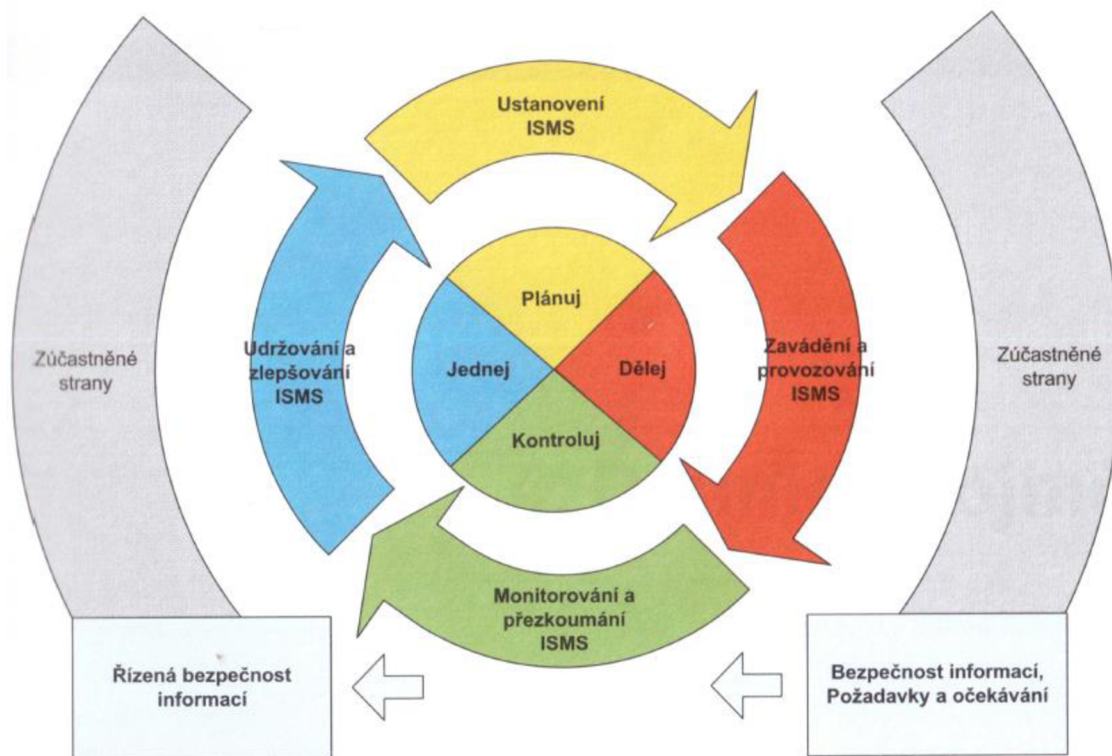 Ustanovení
ISMS
Plánuj
Zúčastněné
strany
Udržování a
zlepšování
ISMS
Jednej
Dělej
Zavádění a
provozování
ISMS
Zúčastněné
strany
Kontroluj
Monitorování a
přezkoumání
ISMS
Řízená bezpečnost
informací
Bezpečnost informací,
Požadavky a očekávání